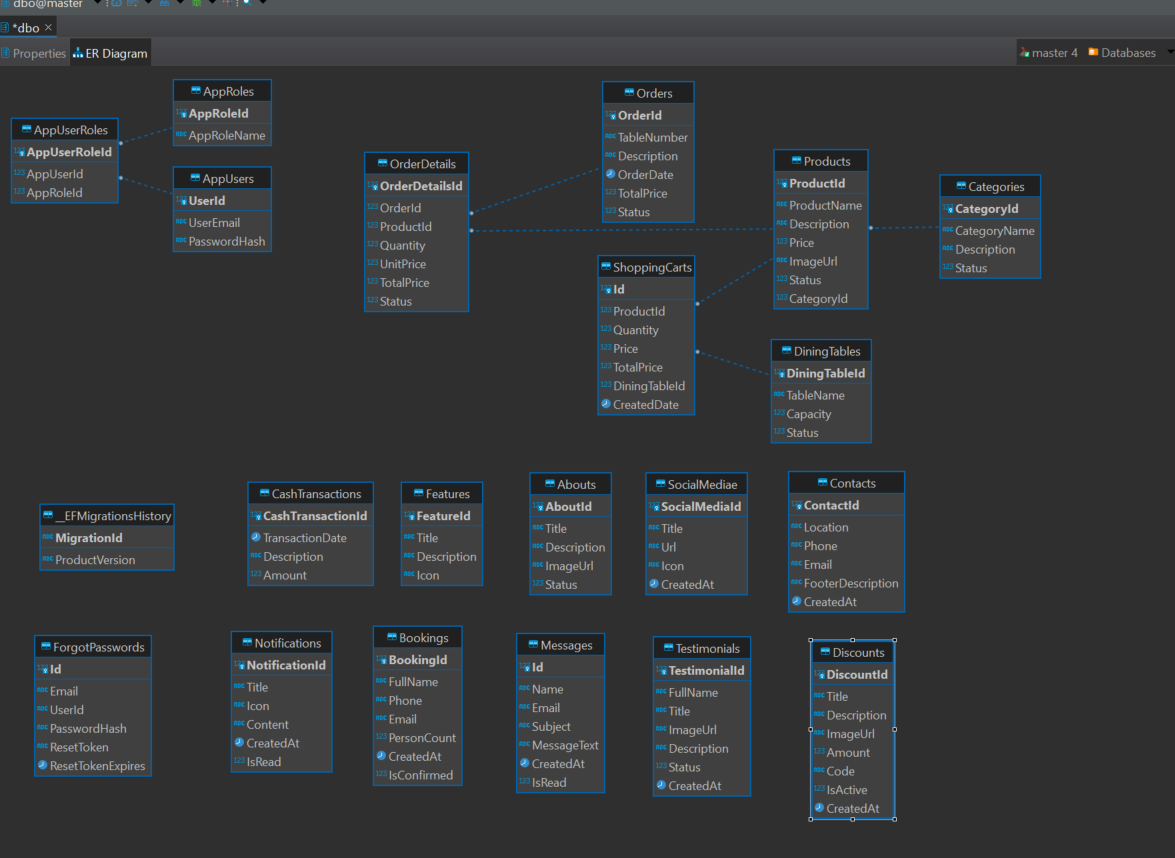 dbo@master
*dbo
Properties
ER Diagram
master 4
Databases
AppRoles
AppRoleId
AppRoleName
AppUserRoles
AppUserRoleId
AppUserId
AppRoleId
AppUsers
UserId
UserEmail
PasswordHash
OrderDetails
OrderDetailsId
OrderId
ProductId
Quantity
UnitPrice
TotalPrice
Status
Orders
OrderId
TableNumber
Description
OrderDate
TotalPrice
Status
Products
ProductId
ProductName
Description
Price
ImageUrl
Status
CategoryId
Categories
CategoryId
CategoryName
Description
Status
ShoppingCarts
Id
ProductId
Quantity
Price
TotalPrice
DiningTableId
CreatedDate
DiningTables
DiningTableId
TableName
Capacity
Status
__EFMigrationsHistory
MigrationId
ProductVersion
CashTransactions
CashTransactionId
TransactionDate
Description
Amount
Features
FeatureId
Title
Description
Icon
Abouts
AboutId
Title
Description
ImageUrl
Status
SocialMediae
SocialMediaId
Title
Url
Icon
CreatedAt
Contacts
ContactId
Location
Phone
Email
FooterDescription
CreatedAt
ForgotPasswords
Id
Email
UserId
PasswordHash
ResetToken
ResetTokenExpires
Notifications
NotificationId
Title
Icon
Content
CreatedAt
IsRead
Bookings
BookingId
FullName
Phone
Email
PersonCount
CreatedAt
IsConfirmed
Messages
Id
Name
Email
Subject
MessageText
CreatedAt
IsRead
Testimonials
TestimonialId
FullName
Title
ImageUrl
Description
Status
CreatedAt
Discounts
DiscountId
Title
Description
ImageUrl
Amount
Code
IsActive
CreatedAt